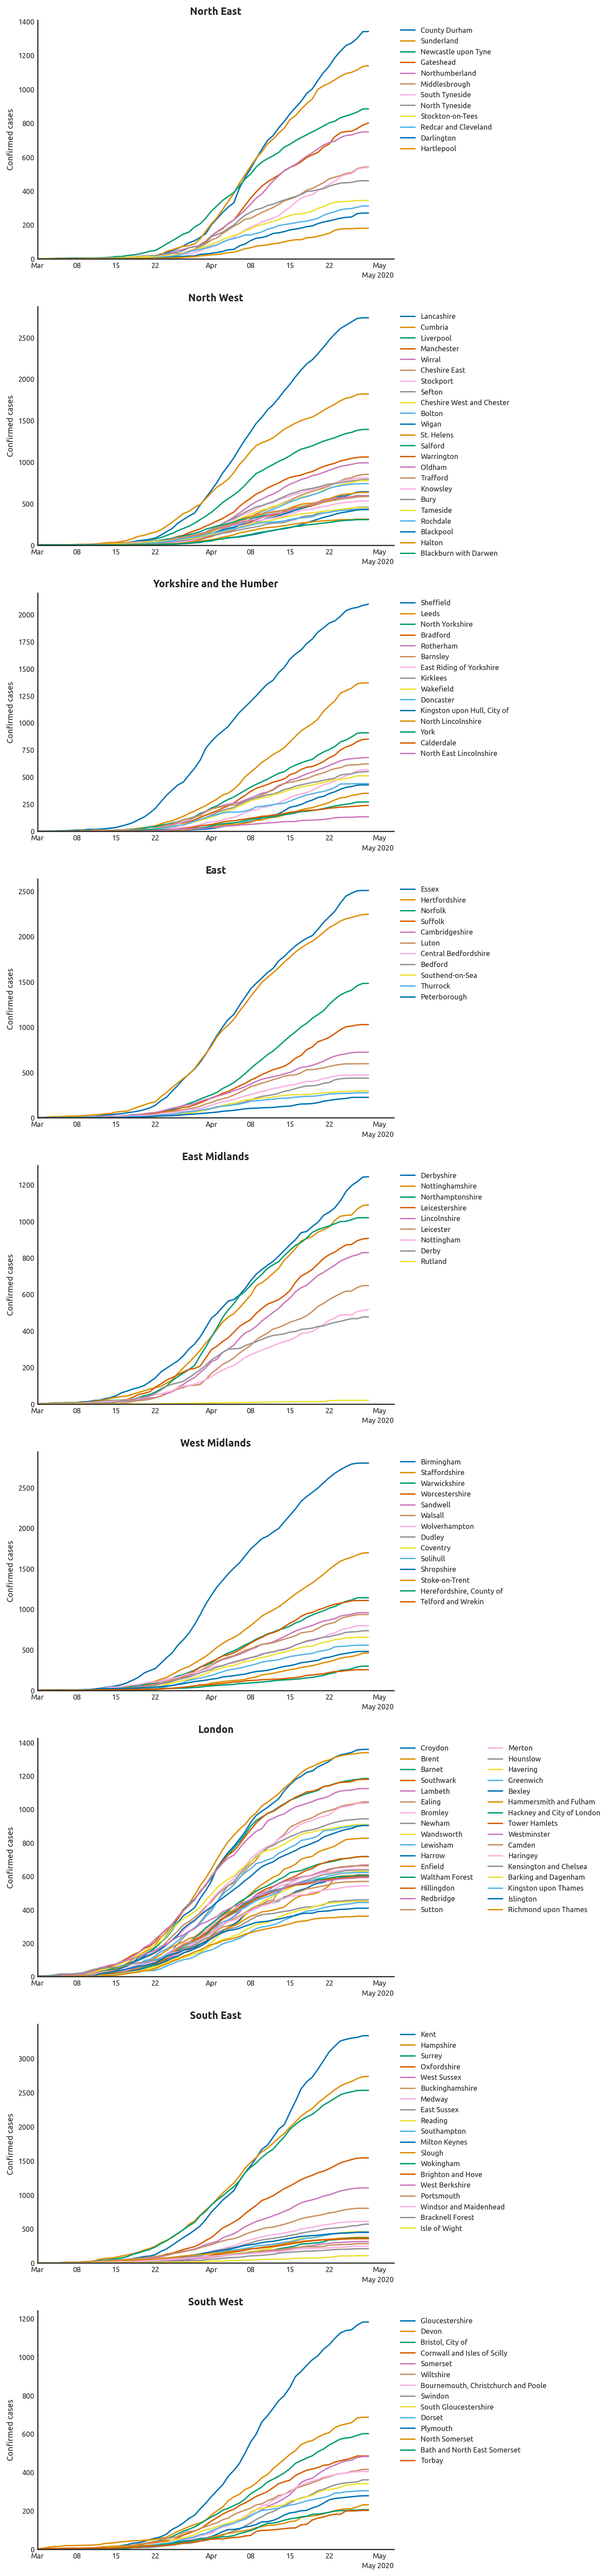 North East
1400
1200
1000
800
600
400
200
0
Confirmed cases
Mar 08 15 22 Apr 08 15 22 May
May 2020
County Durham
Sunderland
Newcastle upon Tyne
Gateshead
Northumberland
Middlesbrough
South Tyneside
North Tyneside
Stockton-on-Tees
Redcar and Cleveland
Darlington
Hartlepool
North West
2500
2000
1500
1000
500
0
Confirmed cases
Mar 08 15 22 Apr 08 15 22 May
May 2020
Lancashire
Cumbria
Liverpool
Manchester
Wirral
Cheshire East
Stockport
Sefton
Cheshire West and Chester
Bolton
Wigan
St. Helens
Salford
Warrington
Oldham
Trafford
Knowsley
Bury
Tameside
Rochdale
Blackpool
Halton
Blackburn with Darwen
Yorkshire and the Humber
2000
1750
1500
1250
1000
750
500
250
0
Confirmed cases
Mar 08 15 22 Apr 08 15 22 May
May 2020
Sheffield
Leeds
North Yorkshire
Bradford
Rotherham
Barnsley
East Riding of Yorkshire
Kirklees
Wakefield
Doncaster
Kingston upon Hull, City of
North Lincolnshire
York
Calderdale
North East Lincolnshire
East
2500
2000
1500
1000
500
0
Confirmed cases
Mar 08 15 22 Apr 08 15 22 May
May 2020
Essex
Hertfordshire
Norfolk
Suffolk
Cambridgeshire
Luton
Central Bedfordshire
Bedford
Southend-on-Sea
Thurrock
Peterborough
East Midlands
1200
1000
800
600
400
200
0
Confirmed cases
Mar 08 15 22 Apr 08 15 22 May
May 2020
Derbyshire
Nottinghamshire
Northamptonshire
Leicestershire
Lincolnshire
Leicester
Nottingham
Derby
Rutland
West Midlands
2500
2000
1500
1000
500
0
Confirmed cases
Mar 08 15 22 Apr 08 15 22 May
May 2020
Birmingham
Staffordshire
Warwickshire
Worcestershire
Sandwell
Walsall
Wolverhampton
Dudley
Coventry
Solihull
Shropshire
Stoke-on-Trent
Herefordshire, County of
Telford and Wrekin
London
1400
1200
1000
800
600
400
200
0
Confirmed cases
Mar 08 15 22 Apr 08 15 22 May
May 2020
Croydon
Brent
Barnet
Southwark
Lambeth
Ealing
Bromley
Newham
Wandsworth
Lewisham
Harrow
Enfield
Waltham Forest
Hillingdon
Redbridge
Sutton
Merton
Hounslow
Havering
Greenwich
Bexley
Hammersmith and Fulham
Hackney and City of London
Tower Hamlets
Westminster
Camden
Haringey
Kensington and Chelsea
Barking and Dagenham
Kingston upon Thames
Islington
Richmond upon Thames
South East
3000
2500
2000
1500
1000
500
0
Confirmed cases
Mar 08 15 22 Apr 08 15 22 May
May 2020
Kent
Hampshire
Surrey
Oxfordshire
West Sussex
Buckinghamshire
Medway
East Sussex
Reading
Southampton
Milton Keynes
Slough
Wokingham
Brighton and Hove
West Berkshire
Portsmouth
Windsor and Maidenhead
Bracknell Forest
Isle of Wight
South West
1200
1000
800
600
400
200
0
Confirmed cases
Mar 08 15 22 Apr 08 15 22 May
May 2020
Gloucestershire
Devon
Bristol, City of
Cornwall and Isles of Scilly
Somerset
Wiltshire
Bournemouth, Christchurch and Poole
Swindon
South Gloucestershire
Dorset
Plymouth
North Somerset
Bath and North East Somerset
Torbay